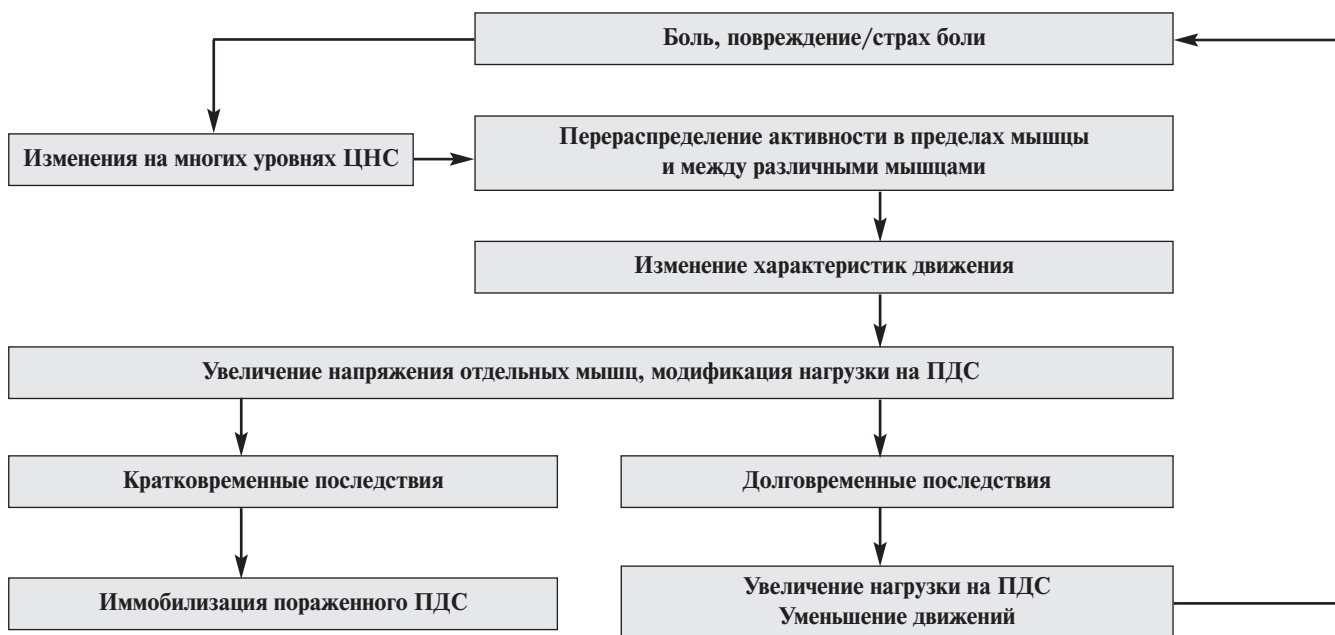 Боль, повреждение/страх боли
Изменения на многих уровнях ЦНС
Перераспределение активности в пределах мышцы
и между различными мышцами
Изменение характеристик движения
Увеличение напряжения отдельных мышц, модификация нагрузки на ПДС
Кратковременные последствия
Долговременные последствия
Иммобилизация пораженного ПДС
Увеличение нагрузки на ПДС
Уменьшение движений